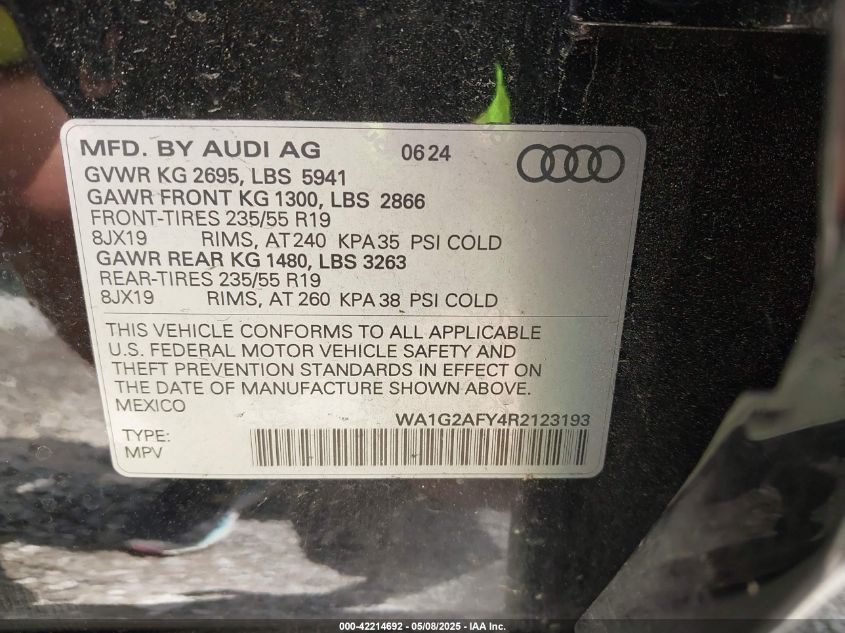 MFD. BY AUDI AG 0624
GVWR KG 2695, LBS 5941
GAWR FRONT KG 1300, LBS 2866
FRONT-TIRES 235/55 R19
8JX19 RIMS, AT 240 KPA 35 PSI COLD
GAWR REAR KG 1480, LBS 3263
REAR-TIRES 235/55 R19
8JX19 RIMS, AT 260 KPA 38 PSI COLD
THIS VEHICLE CONFORMS TO ALL APPLICABLE
U.S. FEDERAL MOTOR VEHICLE SAFETY AND
THEFT PREVENTION STANDARDS IN EFFECT ON
THE DATE OF MANUFACTURE SHOWN ABOVE.
MEXICO
WA1G2AFY4R2123193
TYPE:
MPV
000-42214692 - 05/08/2025 - IAA Inc.